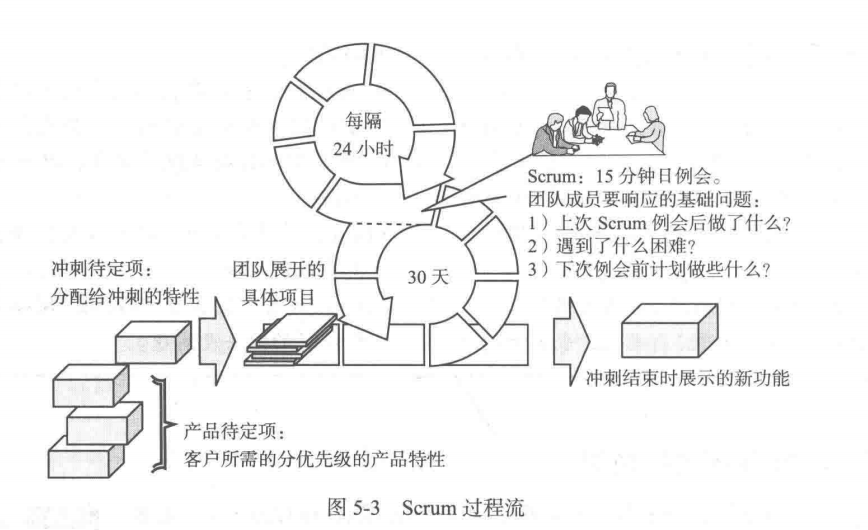 每隔
24 小时
Scrum：15 分钟日例会。
团队成员要响应的基础问题：
1）上次 Scrum 例会后做了什么？
2）遇到了什么困难？
3）下次例会前计划做些什么？
冲刺待定项：
分配给冲刺的特性
团队展开的
具体项目
30 天
冲刺结束时展示的新功能
产品待定项：
客户所需的分优先级的产品特性
图 5-3 Scrum 过程流